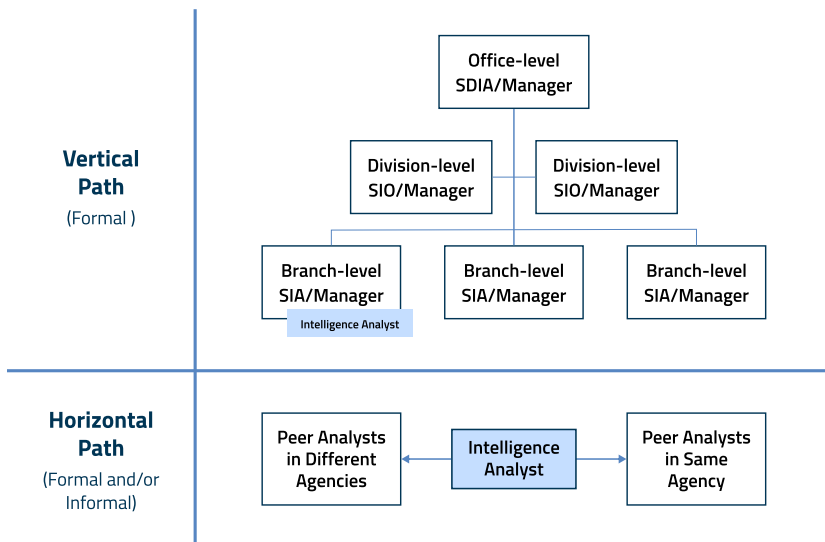 Office-level
SDIA/Manager
Vertical
Path
(Formal )
Division-level
SIO/Manager
Division-level
SIO/Manager
Branch-level
SIA/Manager
Intelligence Analyst
Branch-level
SIA/Manager
Branch-level
SIA/Manager
Horizontal
Path
(Formal and/or
Informal)
Peer Analysts
in Different
Agencies
Intelligence
Analyst
Peer Analysts
in Same
Agency